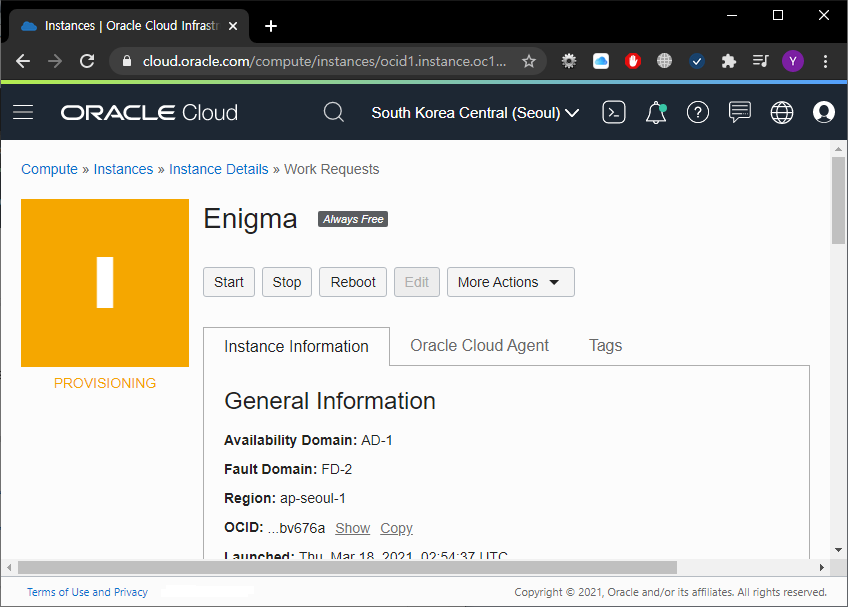 Instances | Oracle Cloud Infrastr
cloud.oracle.com/compute/instances/ocid1.instance.oc1...
Y
ORACLE Cloud
South Korea Central (Seoul)
Compute » Instances » Instance Details » Work Requests
I
PROVISIONING
Enigma
Always Free
Start Stop Reboot Edit More Actions
Instance Information Oracle Cloud Agent Tags
General Information
Availability Domain: AD-1
Fault Domain: FD-2
Region: ap-seoul-1
OCID: ...bv676a Show Copy
Launched: Thu, Mar 18, 2021, 02:54:37 UTC
Terms of Use and Privacy
Copyright © 2021, Oracle and/or its affiliates. All rights reserved.